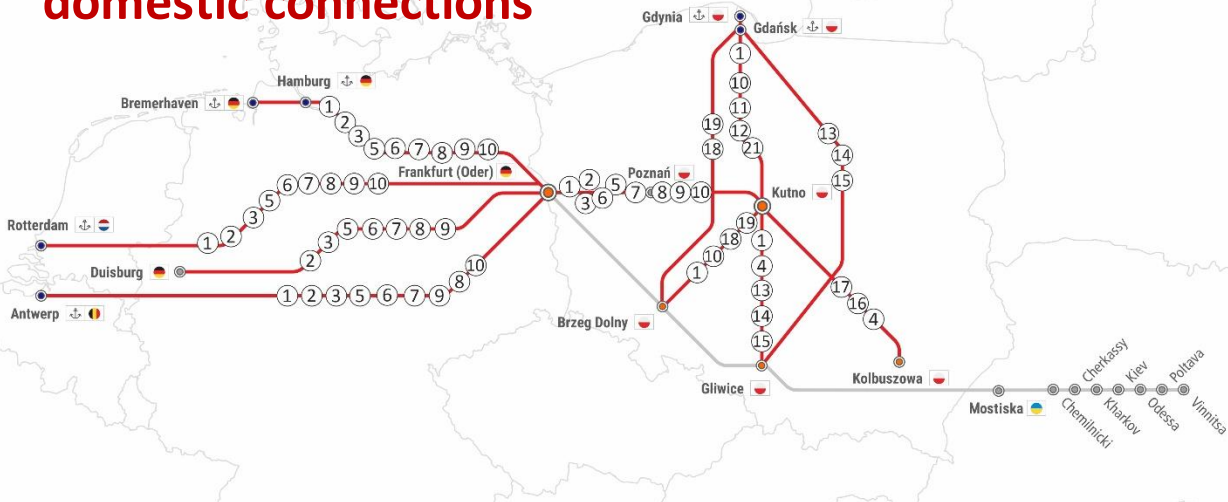 domestic connections
Gdynia
Gdańsk
1
10
11
12
21
19
18
13
14
15
Hamburg
Bremerhaven
1
2
3
5 6 7 8 9 10
Frankfurt (Oder)
6 7 8 9 10
5
3
2
1
Rotterdam
1 2 3 5 6 7 8 9 10
Poznań
Kutno
5 6 7 8 9
3
2
Duisburg
19
18
10
1
1
4
13
14
15
17
16
4
10
8
1 2 3 5 6 7 9
Antwerp
Brzeg Dolny
Gliwice
Kolbuszowa
Mostiska
Chemilnicki
Cherkassy
Kharkov
Kiev
Odessa
Poltava
Vinnitsa